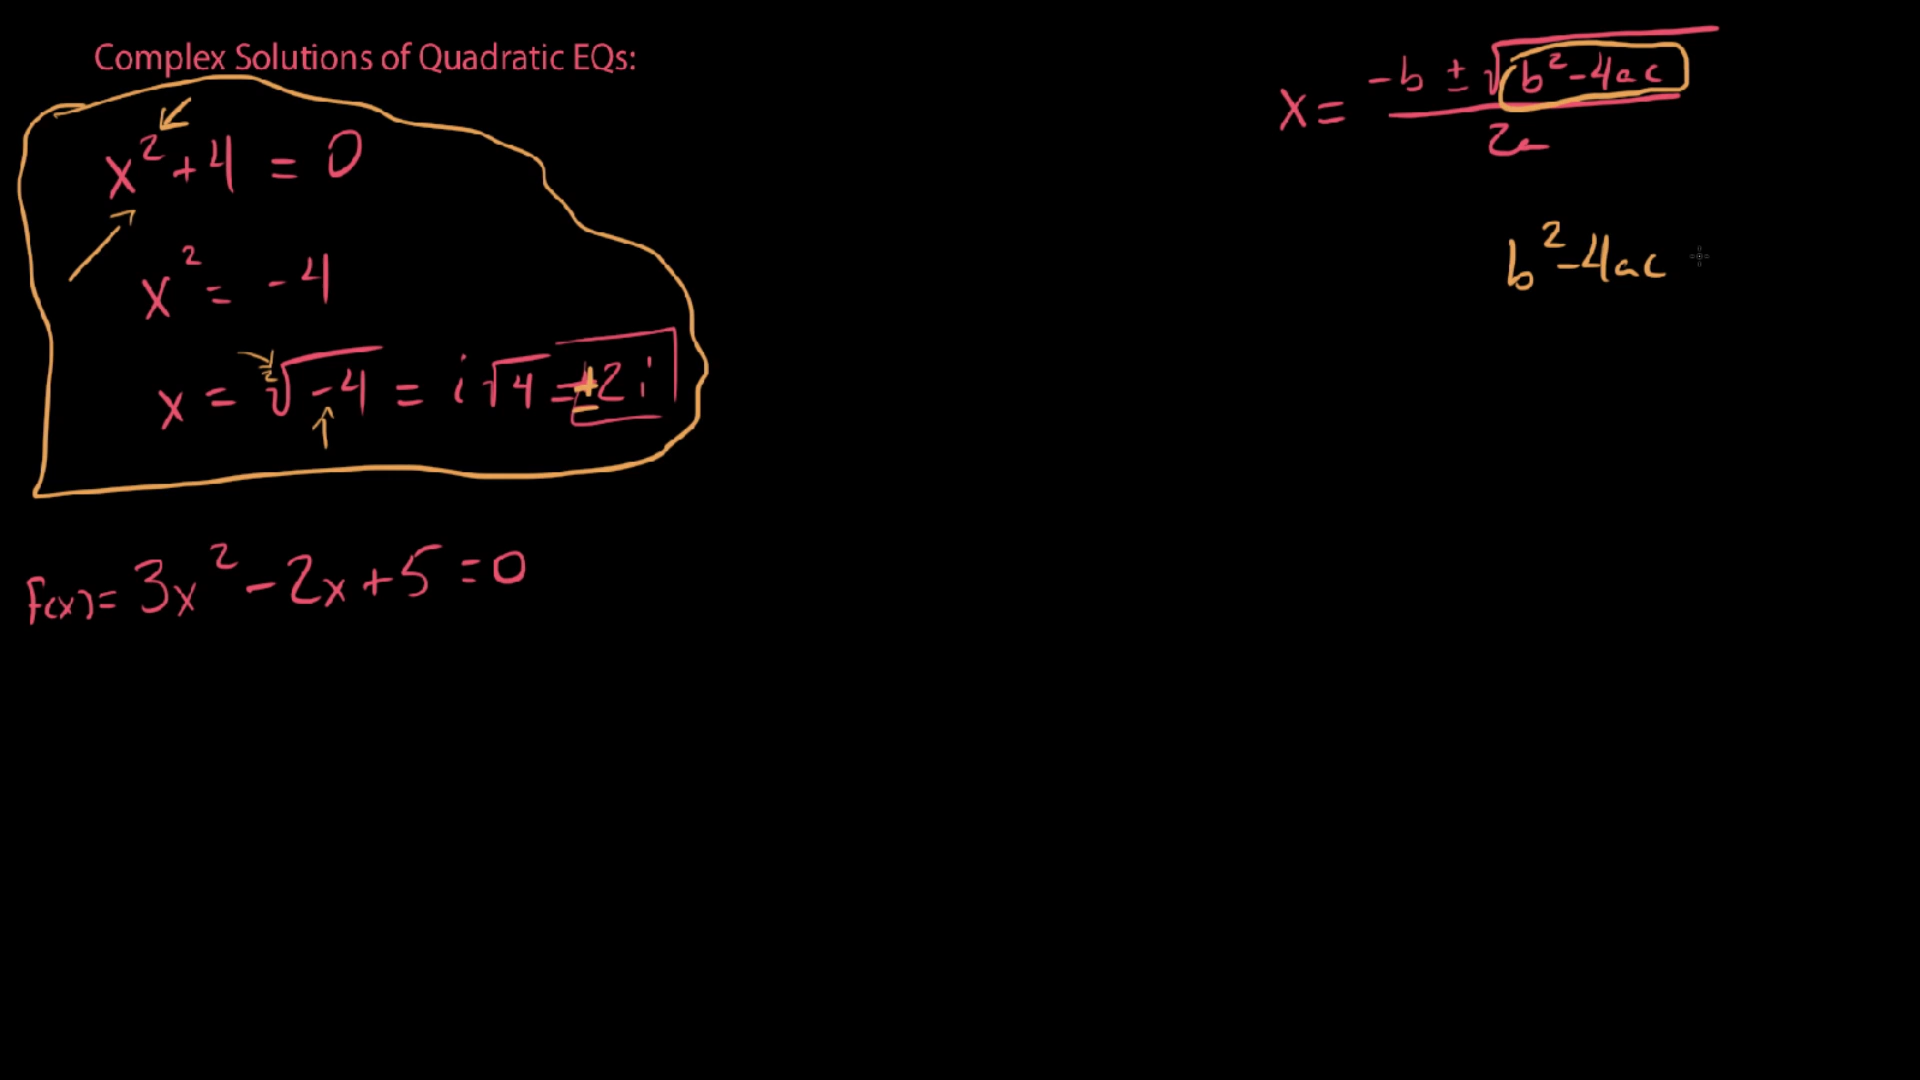 Complex Solutions of Quadratic EQs:
x² + 4 = 0
x² = -4
x = ²√-4 = i√4 = ±2i
F(x) = 3x² - 2x + 5 = 0
x = -b ± √b² - 4ac
2a
b² - 4ac